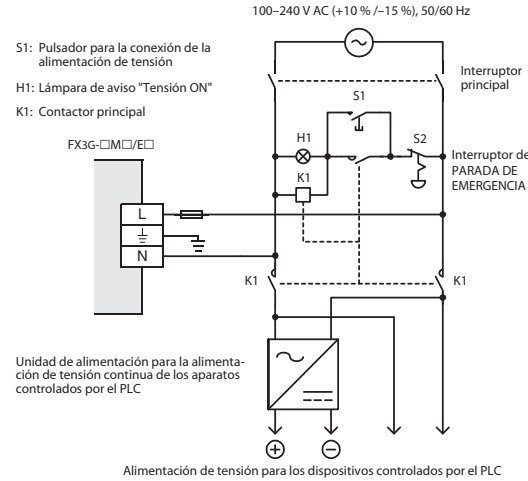 100–240 V AC (+10 % /–15 %), 50/60 Hz
S1: Pulsador para la conexión de la
alimentación de tensión
H1: Lámpara de aviso "Tensión ON"
K1: Contactor principal
Interruptor
principal
S1
FX3G-□M□/E□
H1
S2
Interruptor de
PARADA DE
EMERGENCIA
K1
L
N
K1
K1
Unidad de alimentación para la alimenta-
ción de tensión continua de los aparatos
controlados por el PLC
Alimentación de tensión para los dispositivos controlados por el PLC